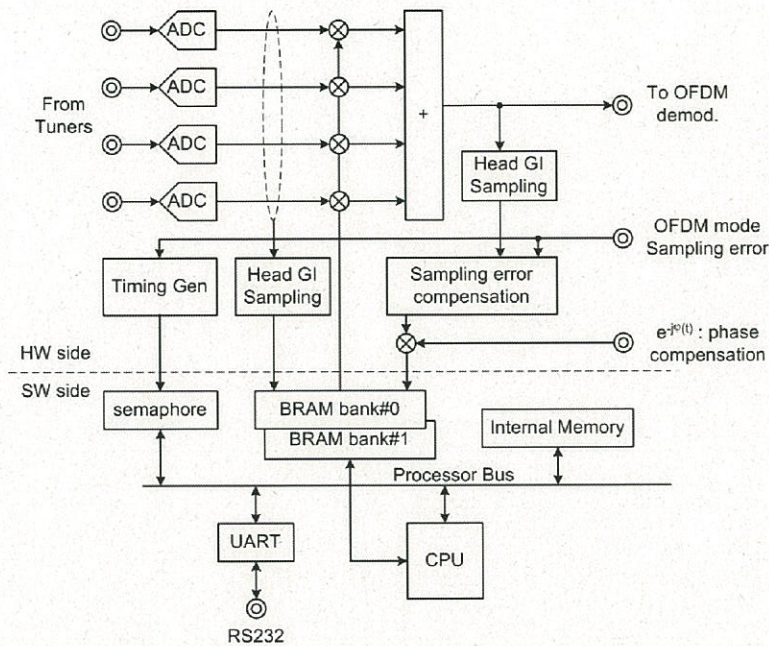 ADC
ADC
From
Tuners
ADC
ADC
+
To OFDM
demod.
Head GI
Sampling
OFDM mode
Sampling error
Timing Gen
Head GI
Sampling
Sampling error
compensation
e-jφ(t) : phase
compensation
HW side
SW side
semaphore
BRAM bank#0
BRAM bank#1
Internal Memory
Processor Bus
UART
CPU
RS232